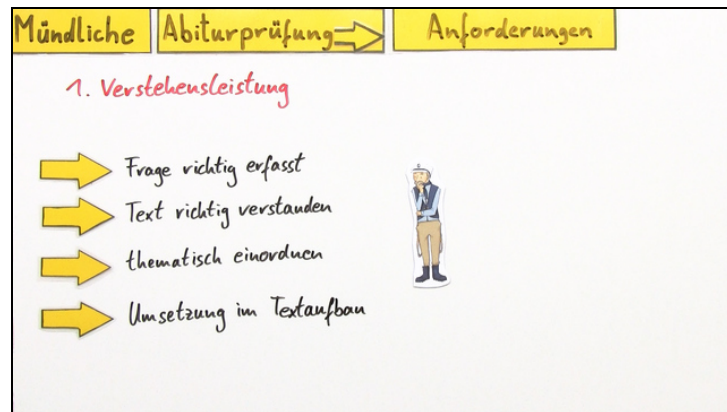 Mündliche Abiturprüfung Anforderungen
1. Verstehensleistung
Frage richtig erfasst
Text richtig verstanden
thematisch einordnen
Umsetzung im Textaufbau